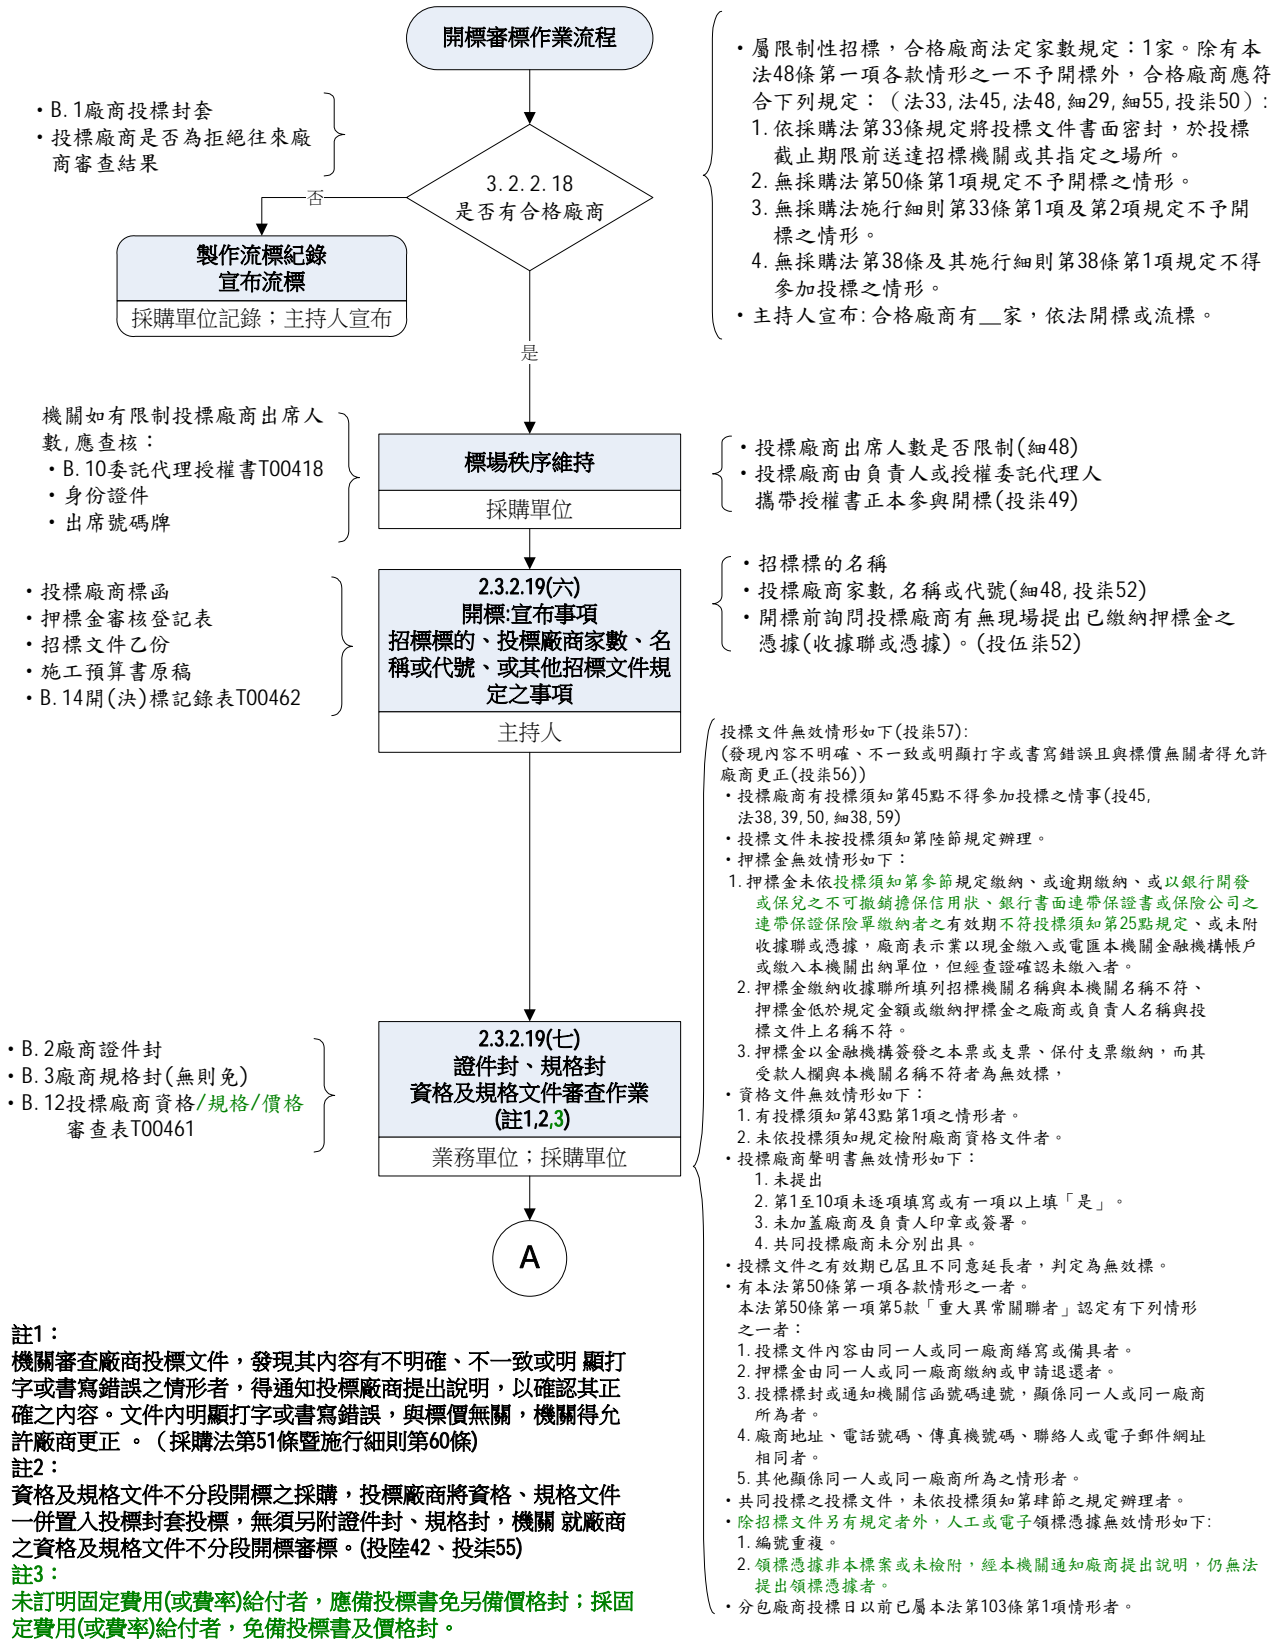 開標審標作業流程
・B.1廠商投標封套
・投標廠商是否為拒絕往來廠
商審查結果
3.2.2.18
是否有合格廠商
否
製作流標紀錄
宣布流標
採購單位記錄；主持人宣布
是
・屬限制性招標，合格廠商法定家數規定：1家。除有本
法48條第一項各款情形之一不予開標外，合格廠商應符
合下列規定：（法33,法45,法48,細29,細55,投柒50）:
1.依採購法第33條規定將投標文件書面密封，於投標
截止期限前送達招標機關或其指定之場所。
2.無採購法第50條第1項規定不予開標之情形。
3.無採購法施行細則第33條第1項及第2項規定不予開
標之情形。
4.無採購法第38條及其施行細則第38條第1項規定不得
參加投標之情形。
・主持人宣布:合格廠商有__家，依法開標或流標。
機關如有限制投標廠商出席人
數,應查核：
・B.10委託代理授權書T00418
・身份證件
・出席號碼牌
標場秩序維持
採購單位
・投標廠商出席人數是否限制(細48)
・投標廠商由負責人或授權委託代理人
攜帶授權書正本參與開標(投柒49)
・投標廠商標函
・押標金審核登記表
・招標文件乙份
・施工預算書原稿
・B.14開(決)標記錄表T00462
2.3.2.19(六)
開標:宣布事項
招標標的、投標廠商家數、名
稱或代號、或其他招標文件規
定之事項
主持人
・招標標的名稱
・投標廠商家數,名稱或代號(細48,投柒52)
・開標前詢問投標廠商有無現場提出已繳納押標金之
憑據(收據聯或憑據)。(投伍柒52)
・B.2廠商證件封
・B.3廠商規格封(無則免)
・B.12投標廠商資格/規格/價格
審查表T00461
2.3.2.19(七)
證件封、規格封
資格及規格文件審查作業
(註1,2,3)
業務單位；採購單位
A
投標文件無效情形如下(投柒57):
(發現內容不明確、不一致或明顯打字或書寫錯誤且與標價無關者得允許
廠商更正(投柒56))
・投標廠商有投標須知第45點不得參加投標之情事(投45,
法38,39,50,細38,59)
・投標文件未按投標須知第陸節規定辦理。
・押標金無效情形如下：
1.押標金未依投標須知第參節規定繳納、或逾期繳納、或以銀行開發
或保兌之不可撤銷擔保信用狀、銀行書面連帶保證書或保險公司之
連帶保證保險單繳納者之有效期不符投標須知第25點規定、或未附
收據聯或憑據，廠商表示業以現金繳入或電匯本機關金融機構帳戶
或繳入本機關出納單位，但經查證確認未繳入者。
2.押標金繳納收據聯所填列招標機關名稱與本機關名稱不符、
押標金低於規定金額或繳納押標金之廠商或負責人名稱與投
標文件上名稱不符。
3.押標金以金融機構簽發之本票或支票、保付支票繳納，而其
受款人欄與本機關名稱不符者為無效標，
・資格文件無效情形如下：
1.有投標須知第43點第1項之情形者。
2.未依投標須知規定檢附廠商資格文件者。
・投標廠商聲明書無效情形如下：
1.未提出
2.第1至10項未逐項填寫或有一項以上填「是」。
3.未加蓋廠商及負責人印章或簽署。
4.共同投標廠商未分別出具。
・投標文件之有效期已屆且不同意延長者，判定為無效標。
・有本法第50條第一項各款情形之一者。
本法第50條第一項第5款「重大異常關聯者」認定有下列情形
之一者：
1.投標文件內容由同一人或同一廠商繕寫或備具者。
2.押標金由同一人或同一廠商繳納或申請退還者。
3.投標標封或通知機關信函號碼連號，顯係同一人或同一廠商
所為者。
4.廠商地址、電話號碼、傳真機號碼、聯絡人或電子郵件網址
相同者。
5.其他顯係同一人或同一廠商所為之情形者。
・共同投標之投標文件，未依投標須知第肆節之規定辦理者。
・除招標文件另有規定者外，人工或電子領標憑據無效情形如下:
1.編號重複。
2.領標憑據非本標案或未檢附，經本機關通知廠商提出說明，仍無法
提出領標憑據者。
・分包廠商投標日以前已屬本法第103條第1項情形者。
註1：
機關審查廠商投標文件，發現其內容有不明確、不一致或明 顯打
字或書寫錯誤之情形者，得通知投標廠商提出說明，以確認其正
確之內容。文件內明顯打字或書寫錯誤，與標價無關，機關得允
許廠商更正 。（ 採購法第51條暨施行細則第60條)
註2：
資格及規格文件不分段開標之採購，投標廠商將資格、規格文件
一併置入投標封套投標，無須另附證件封、規格封，機關 就廠商
之資格及規格文件不分段開標審標。(投陸42、投柒55)
註3：
未訂明固定費用(或費率)給付者，應備投標書免另備價格封；採固
定費用(或費率)給付者，免備投標書及價格封。